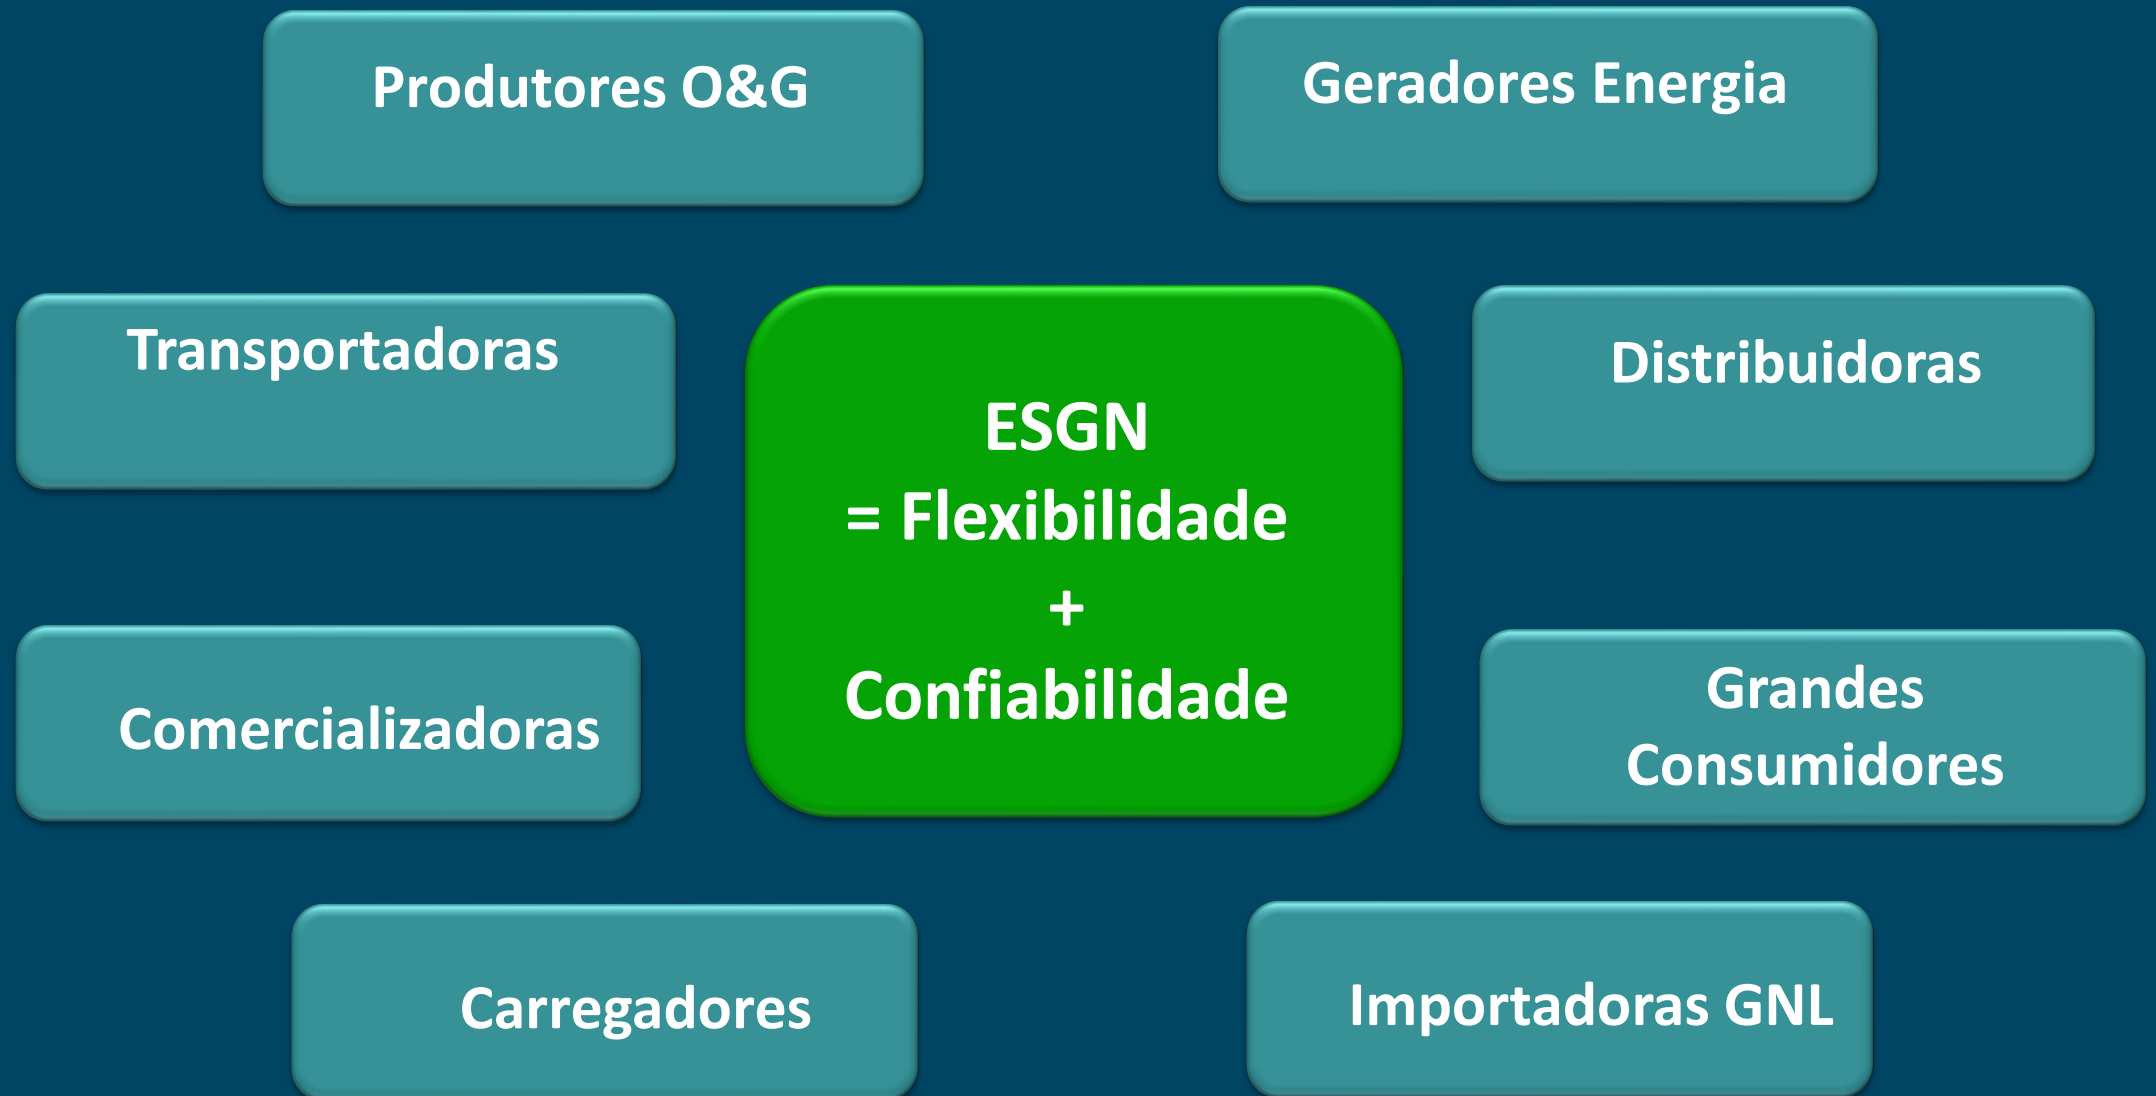 Produtores O&G
Geradores Energia
Transportadoras
Distribuidoras
ESGN
= Flexibilidade
+
Confiabilidade
Comercializadoras
Grandes
Consumidores
Carregadores
Importadoras GNL